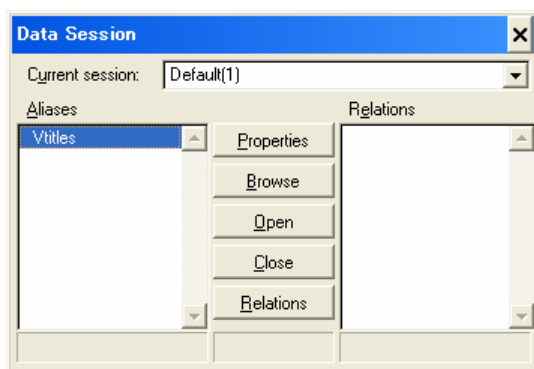 Data Session
Current session: Default(1)
Aliases Relations
Vtitles
Properties
Browse
Open
Close
Relations